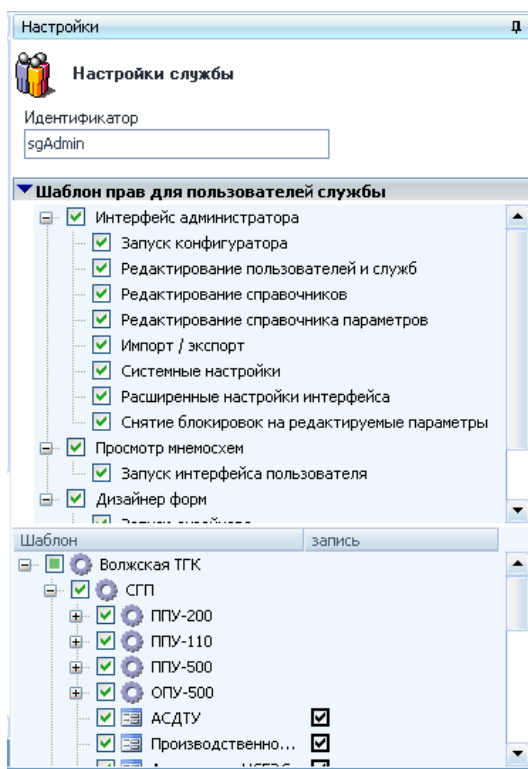 Настройки
Настройки службы
Идентификатор
sgAdmin
Шаблон прав для пользователей службы
Интерфейс администратора
Запуск конфигуратора
Редактирование пользователей и служб
Редактирование справочников
Редактирование справочника параметров
Импорт / экспорт
Системные настройки
Расширенные настройки интерфейса
Снятие блокировок на редактируемые параметры
Просмотр мнемосхем
Запуск интерфейса пользователя
Дизайнер форм
Шаблон запись
Волжская ТГК
СГП
ППУ-200
ППУ-110
ППУ-500
ОПУ-500
АСДТУ
Производственно...